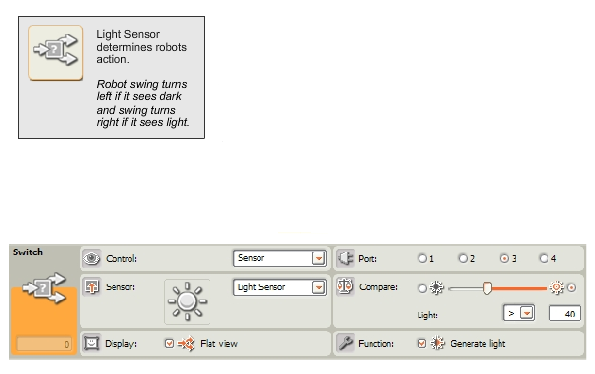 Light Sensor
determines robots
action.
Robot swing turns
left if it sees dark
and swing turns
right if it sees light.
Switch
Control: Sensor
Port: 1 2 3 4
Sensor: Light Sensor
Compare:
Light: > 40
0
Display: Flat view
Function: Generate light